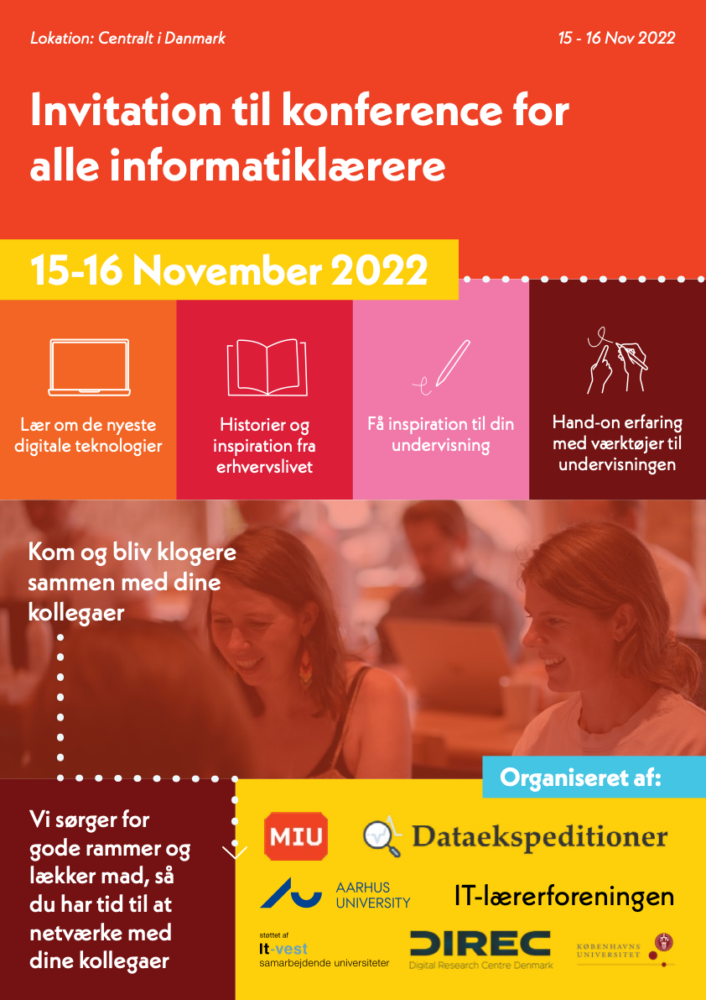 Lokation: Centralt i Danmark
15 - 16 Nov 2022
Invitation til konference for
alle informatiklærere
15-16 November 2022
Lær om de nyeste
digitale teknologier
Historier og
inspiration fra
erhvervslivet
Få inspiration til din
undervisning
Hand-on erfaring
med værktøjer til
undervisningen
Kom og bliv klogere
sammen med dine
kollegaer
Organiseret af:
Vi sørger for
gode rammer og
lækker mad, så
du har tid til at
netværke med
dine kollegaer
MIU
Dataekspeditioner
AARHUS
UNIVERSITY
IT-lærerforeningen
støttet af
It-vest
samarbejdende universiteter
DIREC
Digital Research Centre Denmark
KØBENHAVNS
UNIVERSITET